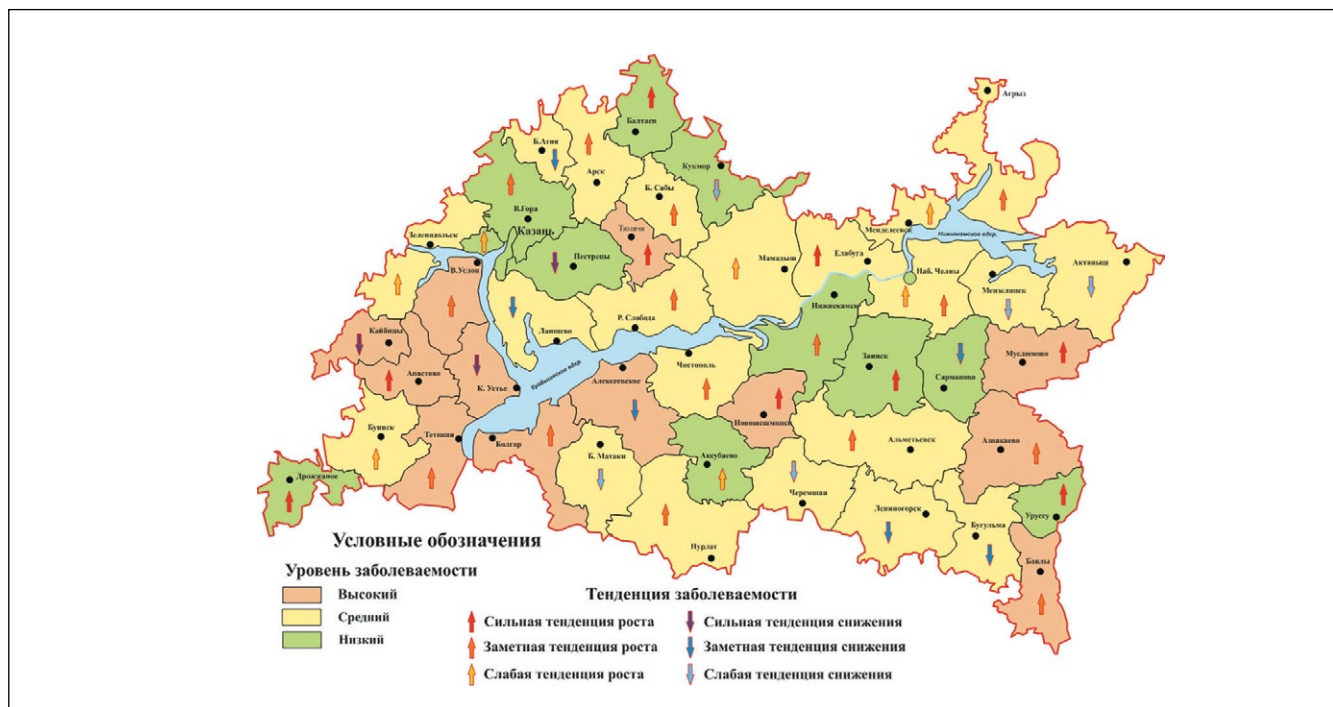 Агрыз
Балтаси
Б.Атня
Кукмор
Арск
Б. Сабы
В.Гора
Менделеевск
Нижнекамское вдхр.
Тюлячи
Казань
Зеленодольск
Елабуга
Актаныш
Пестрецы
Мамадыш
В.Услон
Наб. Челны
Мензелинск
Нижнекамск
Р. Слобода
Кайбицы
Лаишево
Куйбышевское вдхр.
Чистополь
Заинск
Муслюмово
Апастово
Алексеевское
Сарманово
К. Устье
Новошешминск
Буинск
Тетюши
Болгар
Б. Матаки
Альметьевск
Азнакаево
Аксубаево
Дрожжаное
Черемшан
Лениногорск
Уруссу
Бугульма
Нурлат
Бавлы
Условные обозначения
Уровень заболеваемости
Высокий
Средний
Низкий
Тенденция заболеваемости
Сильная тенденция роста
Заметная тенденция роста
Слабая тенденция роста
Сильная тенденция снижения
Заметная тенденция снижения
Слабая тенденция снижения